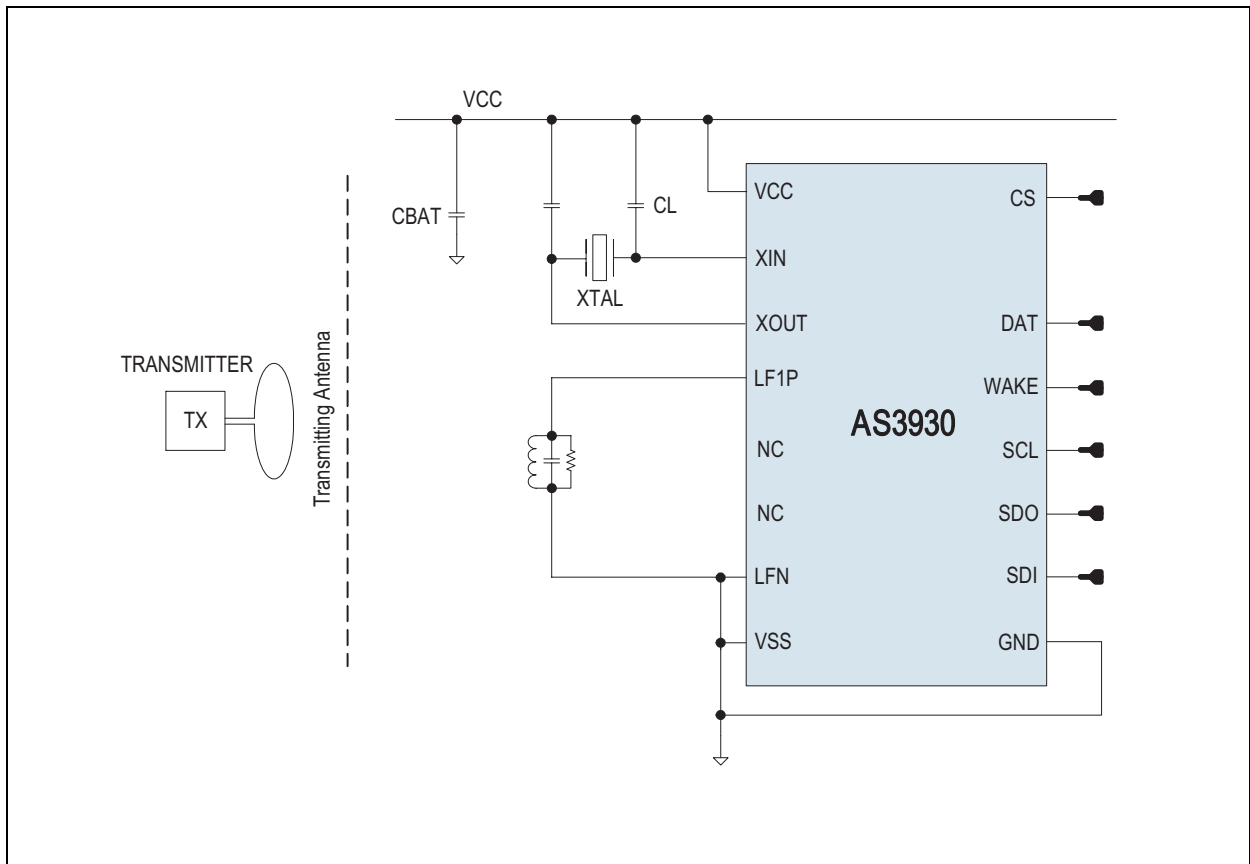 VCC
CBAT
CL
XTAL
TRANSMITTER
TX
Transmitting Antenna
VCC
XIN
XOUT
LF1P
NC
NC
LFN
VSS
AS3930
CS
DAT
WAKE
SCL
SDO
SDI
GND